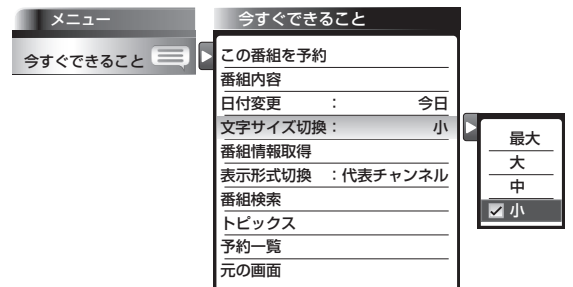 メニュー
今すぐできること
今すぐできること
この番組を予約
番組内容
日付変更 : 今日
文字サイズ切換 : 小
番組情報取得
表示形式切換 : 代表チャンネル
番組検索
トピックス
予約一覧
元の画面
最大
大
中
小